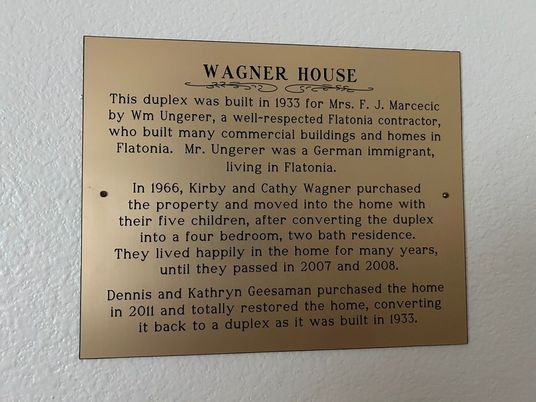 WAGNER HOUSE
This duplex was built in 1933 for Mrs. F. J. Marcecic
by Wm Ungerer, a well-respected Flatonia contractor,
who built many commercial buildings and homes in
Flatonia. Mr. Ungerer was a German immigrant,
living in Flatonia.
In 1966, Kirby and Cathy Wagner purchased
the property and moved into the home with
their five children, after converting the duplex
into a four bedroom, two bath residence.
They lived happily in the home for many years,
until they passed in 2007 and 2008.
Dennis and Kathryn Geesaman purchased the home
in 2011 and totally restored the home, converting
it back to a duplex as it was built in 1933.